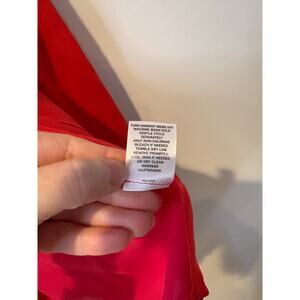 TURN GARMENT INSIDE OUT
MACHINE WASH COLD
GENTLE CYCLE
SEPARATELY
ONLY NON-CHLORINE
BLEACH IF NEEDED
TUMBLE DRY LOW
REMOVE PROMPTLY
COOL IRON IF NEEDED
OR DRY CLEAN